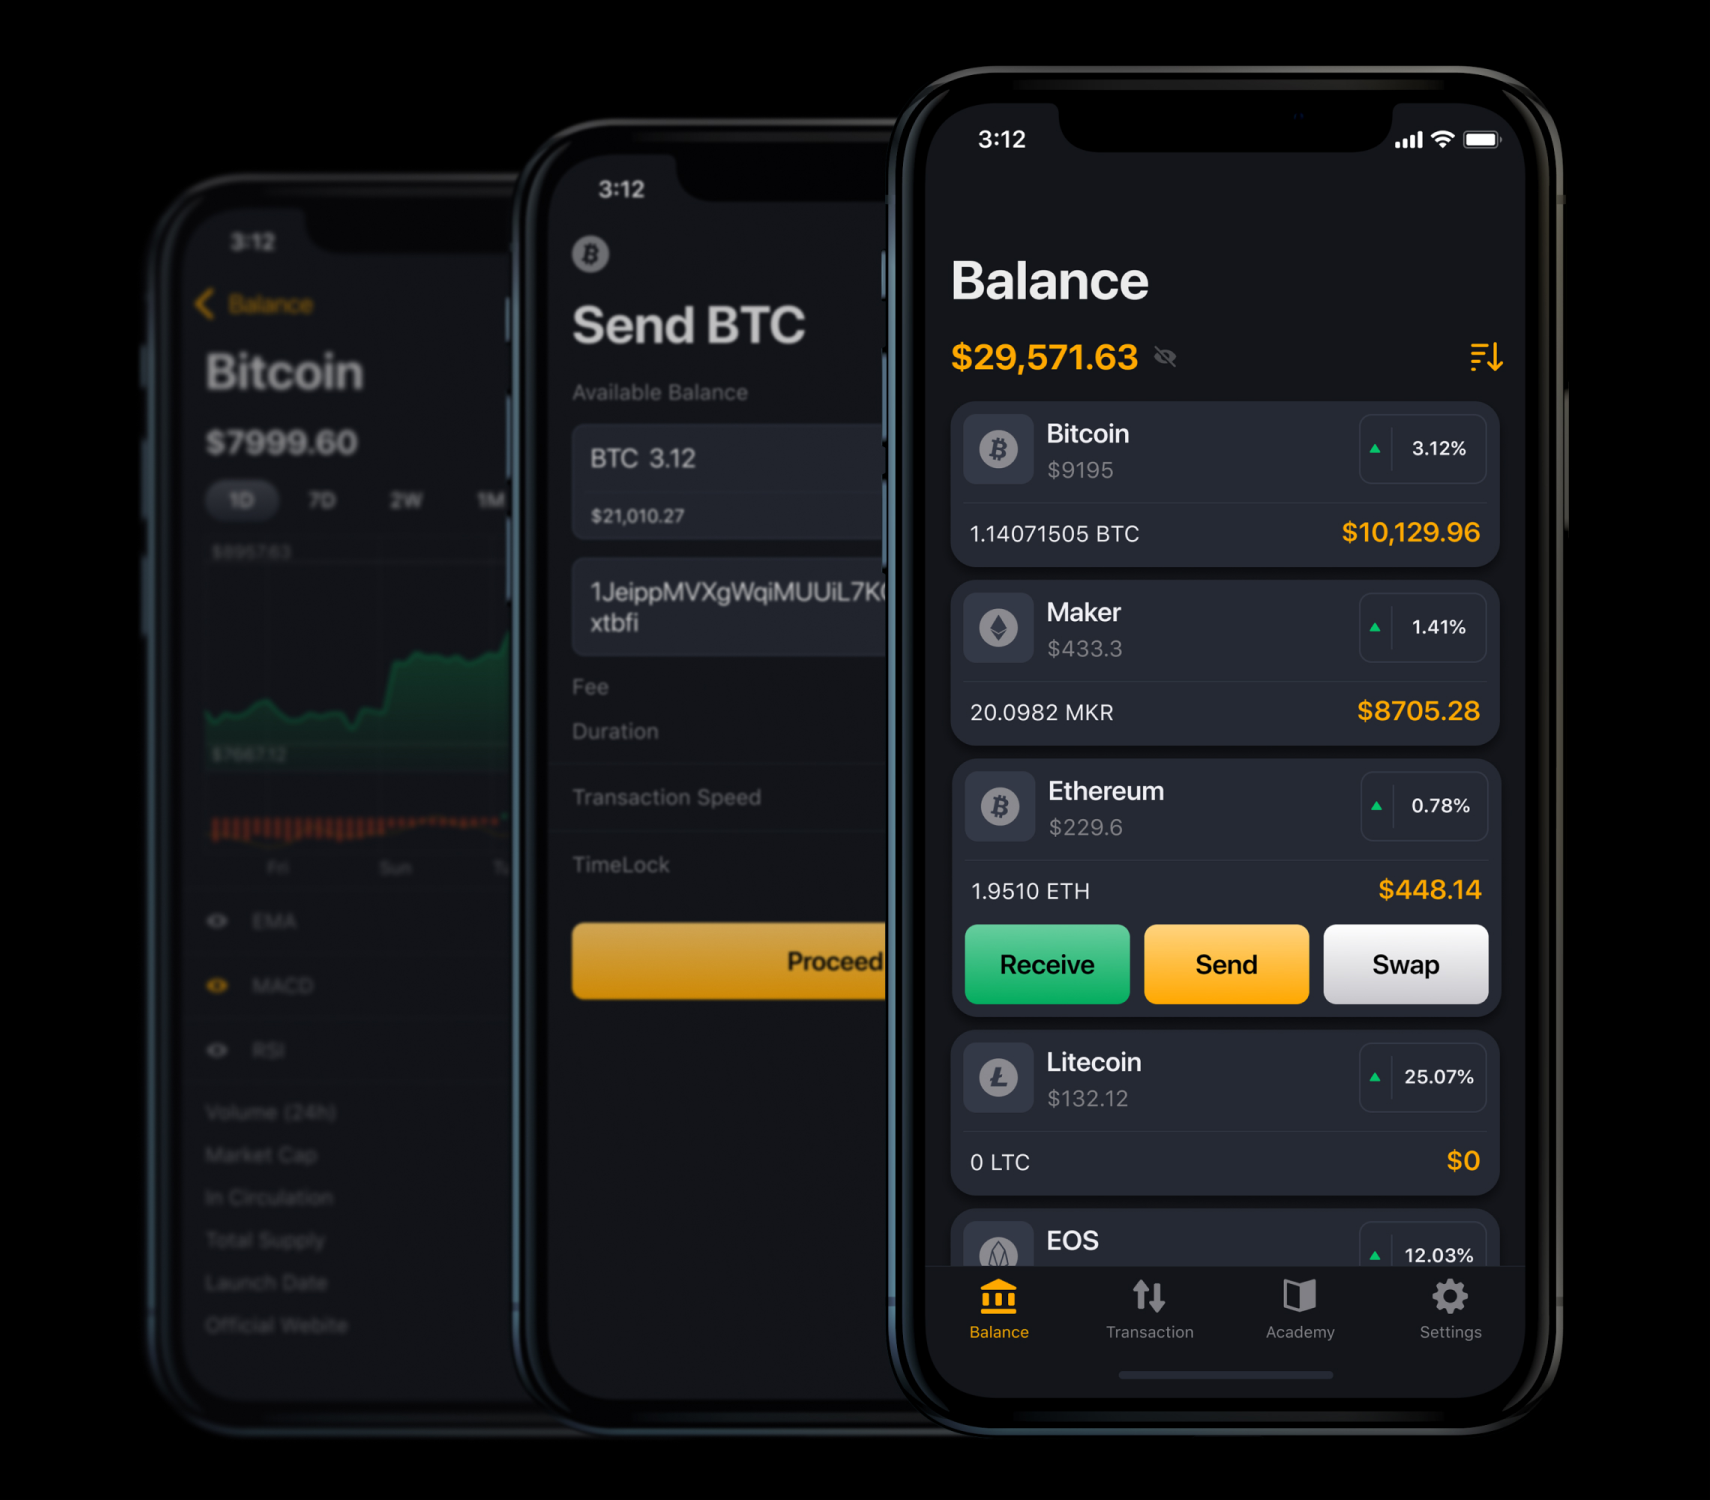 3:12
Balance
Bitcoin
$7999.60
1D 7D 2W 1M
$8957.63
$7667.12
Fri Sun
EMA
MACD
RSI
Volume (24h)
Market Cap
In Circulation
Total Supply
Launch Date
Official Webite
3:12
Send BTC
Available Balance
BTC 3.12
$21,010.27
1JeippMVXgWqiMUUiL7K
xtbfi
Fee
Duration
Transaction Speed
TimeLock
Proceed
3:12
Balance
$29,571.63
Bitcoin
$9195
3.12%
1.14071505 BTC
$10,129.96
Maker
$433.3
1.41%
20.0982 MKR
$8705.28
Ethereum
$229.6
0.78%
1.9510 ETH
$448.14
Receive
Send
Swap
Litecoin
$132.12
25.07%
0 LTC
$0
EOS
12.03%
Balance
Transaction
Academy
Settings